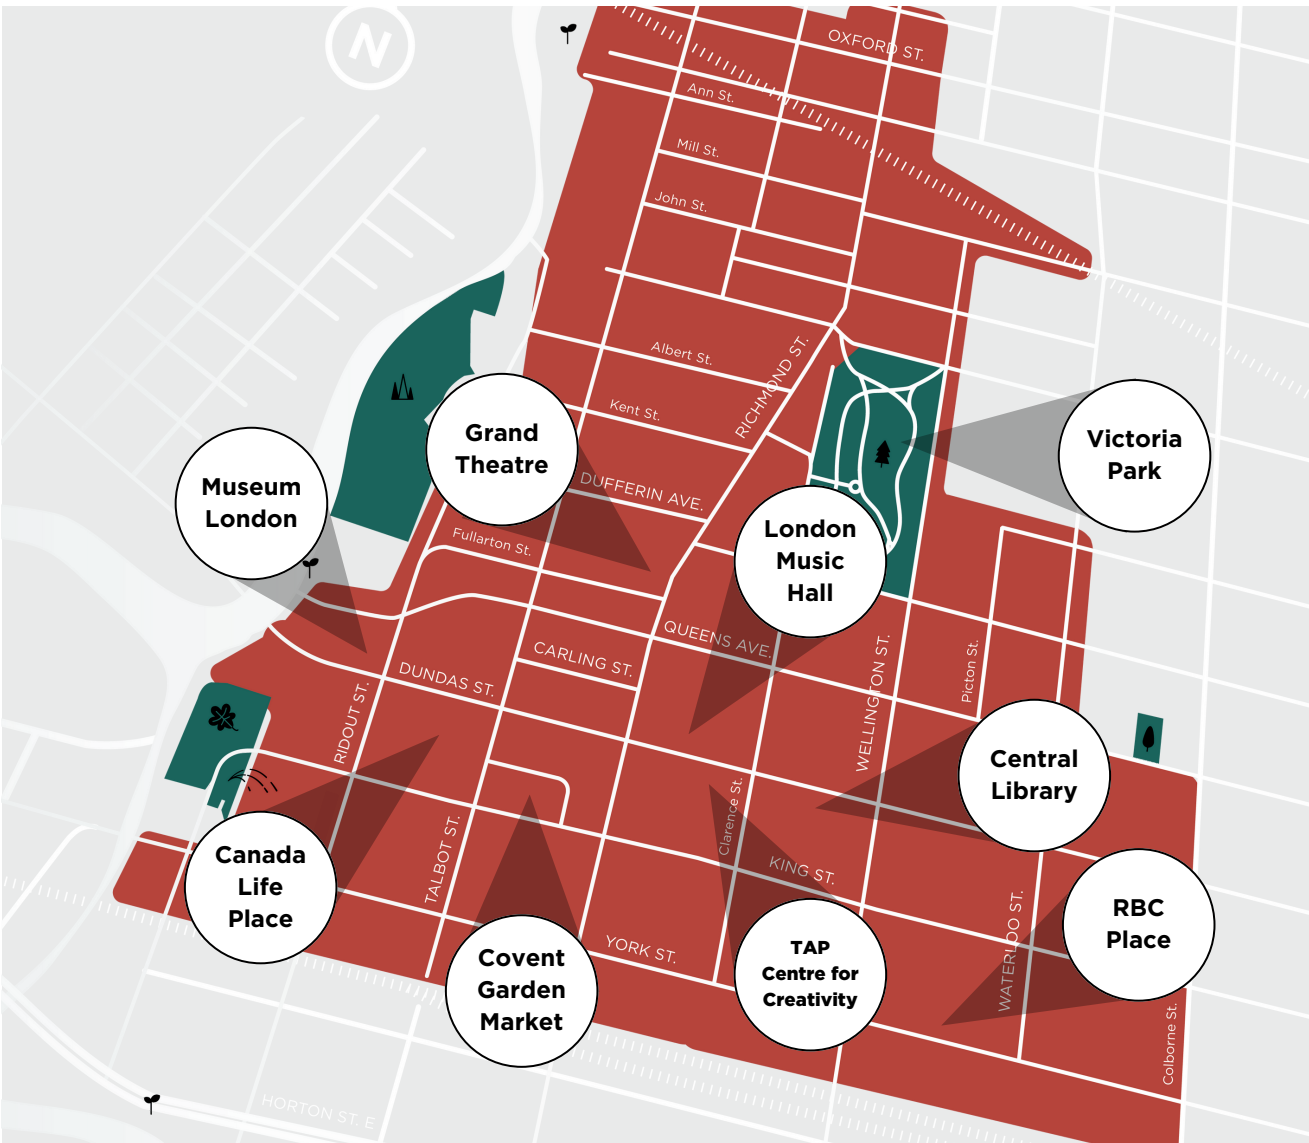 N
OXFORD ST.
Ann St.
Mill St.
John St.
Albert St.
RICHMOND ST.
Kent St.
Grand
Theatre
Victoria
Park
Museum
London
DUFFERIN AVE.
London
Music
Hall
Fullarton St.
QUEENS AVE.
CARLING ST.
DUNDAS ST.
RIDOUT ST.
WELLINGTON ST.
Picton St.
Central
Library
Canada
Life
Place
TALBOT ST.
Clarence St.
KING ST.
RBC
Place
Covent
Garden
Market
YORK ST.
TAP
Centre for
Creativity
WATERLOO ST.
Colborne St.
HORTON ST. E